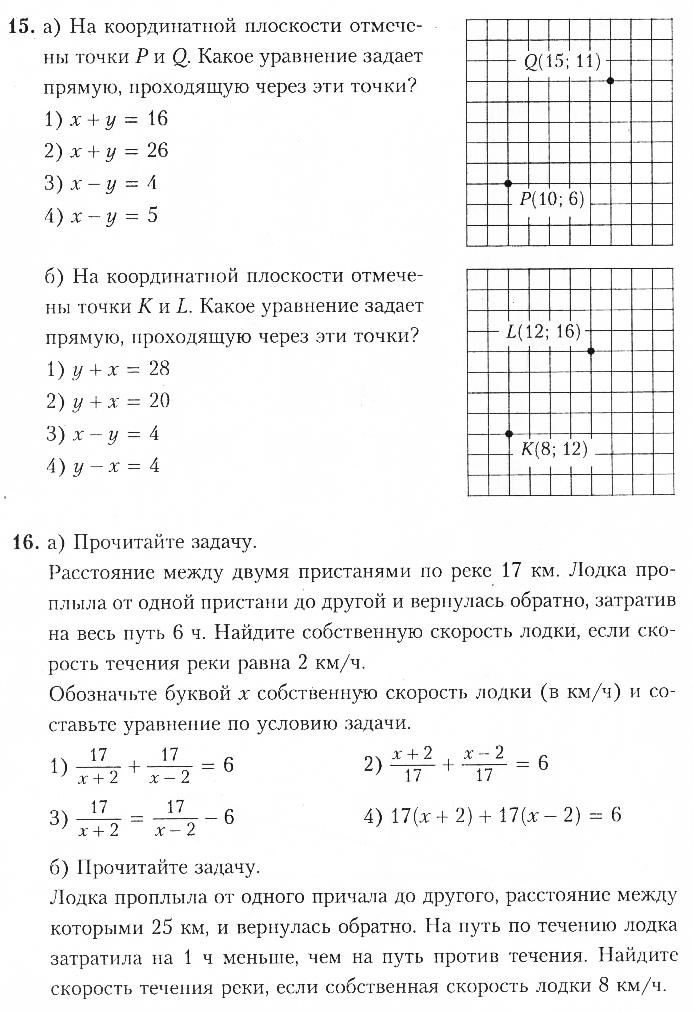 15. а) На координатной плоскости отмече-
ны точки P и Q. Какое уравнение задает
прямую, проходящую через эти точки?
1) x + y = 16
2) x + y = 26
3) x − y = 4
4) x − y = 5
Q(15; 11)
P(10; 6)
б) На координатной плоскости отмече-
ны точки K и L. Какое уравнение задает
прямую, проходящую через эти точки?
1) y + x = 28
2) y + x = 20
3) x − y = 4
4) y − x = 4
L(12; 16)
K(8; 12)
16. а) Прочитайте задачу.
Расстояние между двумя пристанями по реке 17 км. Лодка про-
плыла от одной пристани до другой и вернулась обратно, затратив
на весь путь 6 ч. Найдите собственную скорость лодки, если ско-
рость течения реки равна 2 км/ч.
Обозначьте буквой x собственную скорость лодки (в км/ч) и со-
ставьте уравнение по условию задачи.
1) 17/(x + 2) + 17/(x − 2) = 6
2) (x + 2)/17 + (x − 2)/17 = 6
3) 17/(x + 2) = 17/(x − 2) − 6
4) 17(x + 2) + 17(x − 2) = 6
б) Прочитайте задачу.
Лодка проплыла от одного причала до другого, расстояние между
которыми 25 км, и вернулась обратно. На путь по течению лодка
затратила на 1 ч меньше, чем на путь против течения. Найдите
скорость течения реки, если собственная скорость лодки 8 км/ч.